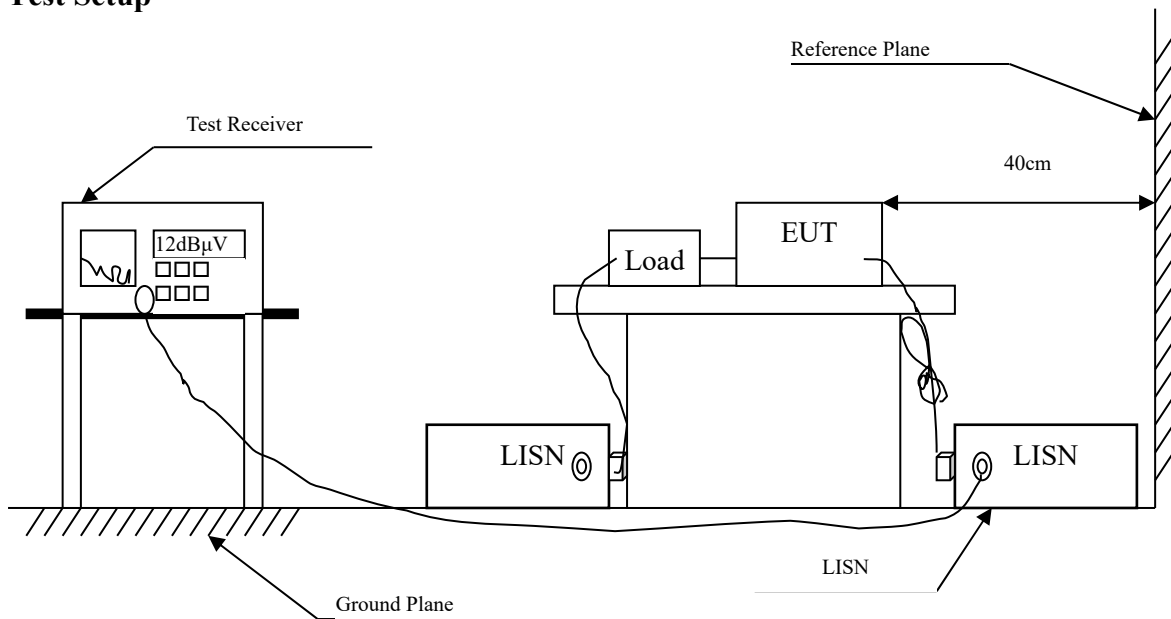 Test Setup
Reference Plane
Test Receiver
40cm
12dBμV
EUT
Load
LISN
LISN
LISN
Ground Plane